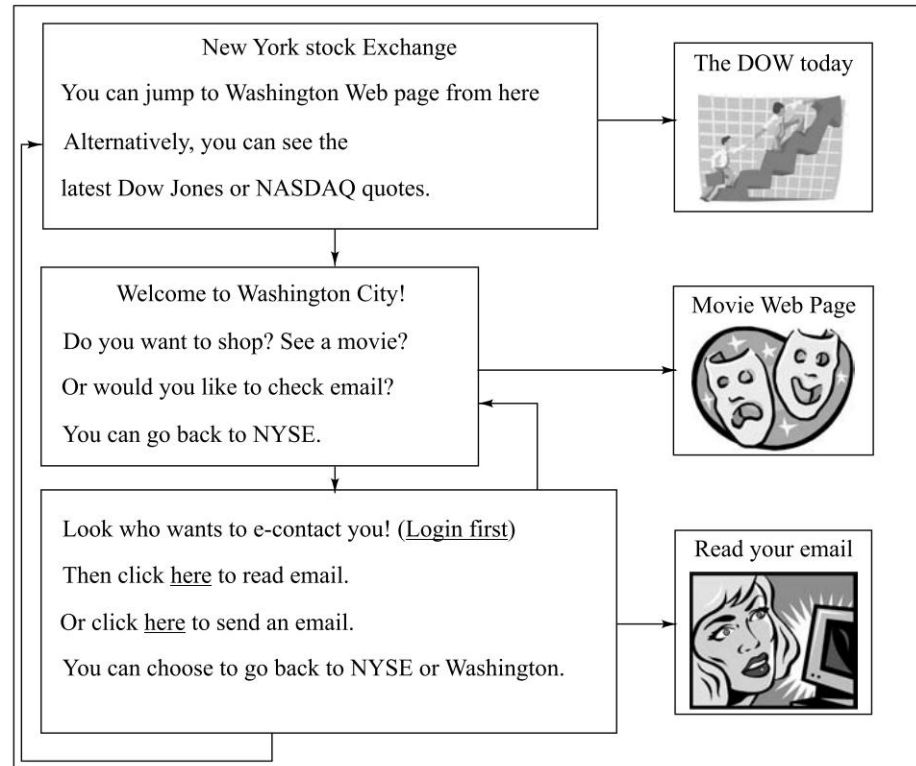 New York stock Exchange
You can jump to Washington Web page from here
Alternatively, you can see the
latest Dow Jones or NASDAQ quotes.
The DOW today
Welcome to Washington City!
Do you want to shop? See a movie?
Or would you like to check email?
You can go back to NYSE.
Movie Web Page
Look who wants to e-contact you! (Login first)
Then click here to read email.
Or click here to send an email.
You can choose to go back to NYSE or Washington.
Read your email